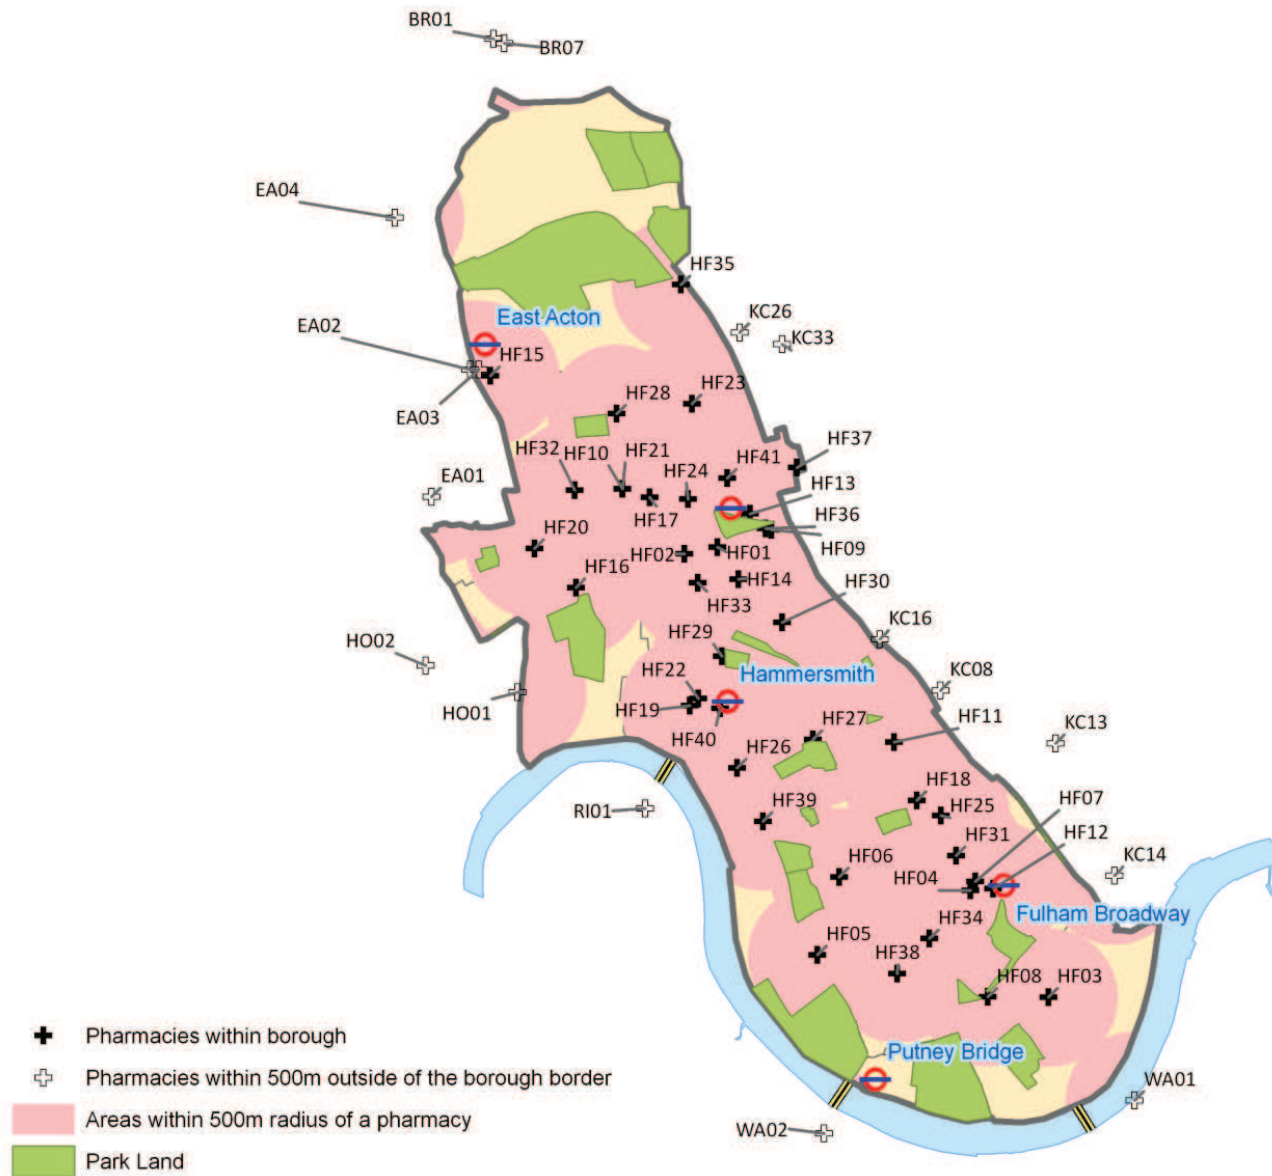 BR01
BR07
EA04
HF35
KC26
East Acton
EA02
KC33
HF15
HF23
HF28
EA03
HF37
HF32
HF10
HF21
HF41
EA01
HF24
HF13
HF17
HF36
HF20
HF02
HF01
HF09
HF16
HF14
HF30
HF33
KC16
HF29
HO02
HF22
Hammersmith
KC08
HO01
HF19
HF27
HF11
KC13
HF40
HF26
HF18
HF07
HF39
HF25
RI01
HF12
HF31
KC14
HF06
HF04
Fulham Broadway
HF34
HF05
HF38
HF08
HF03
Pharmacies within borough
Putney Bridge
Pharmacies within 500m outside of the borough border
WA01
Areas within 500m radius of a pharmacy
WA02
Park Land